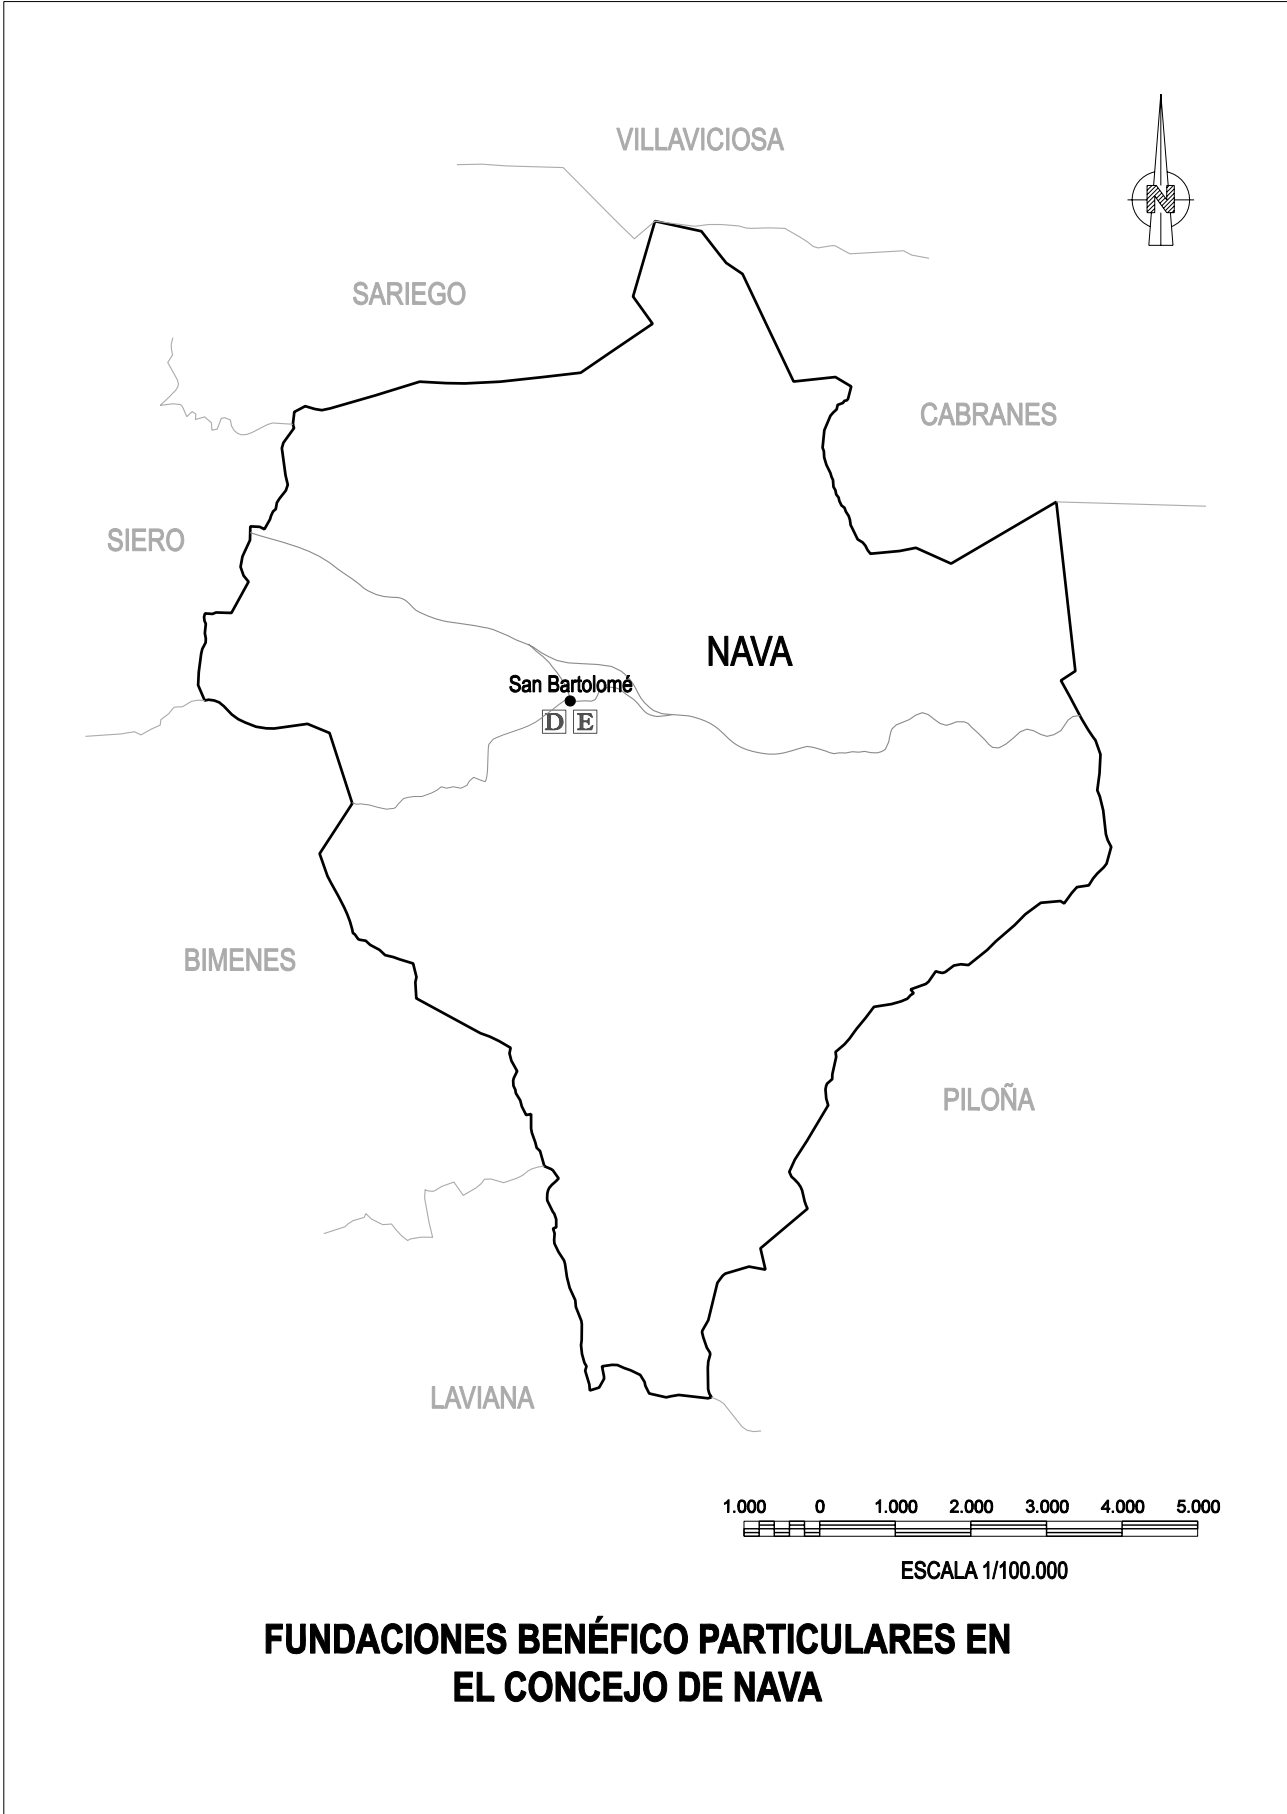 VILLAVICIOSA
N
SARIEGO
CABRANES
SIERO
NAVA
San Bartolomé
D E
BIMENES
PILOÑA
LAVIANA
1.000 0 1.000 2.000 3.000 4.000 5.000
ESCALA 1/100.000
FUNDACIONES BENÉFICO PARTICULARES EN
EL CONCEJO DE NAVA